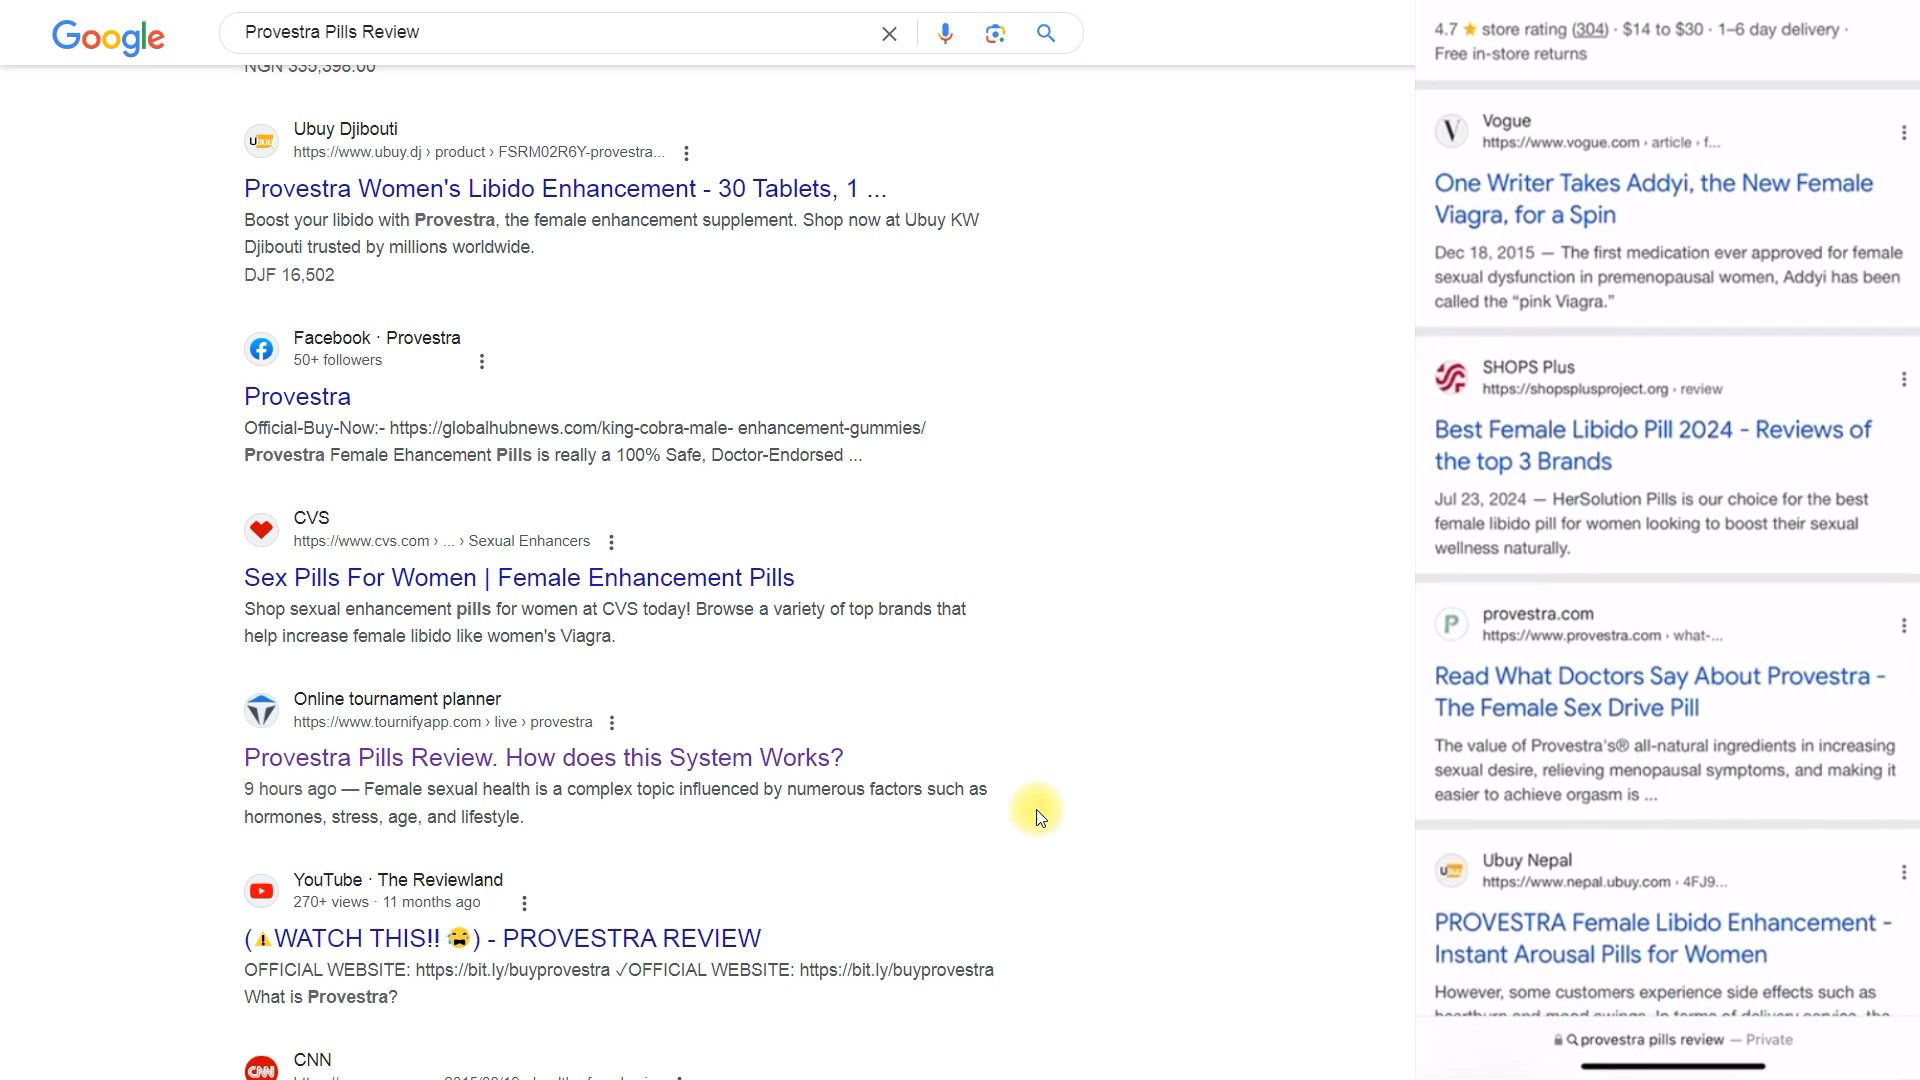 Google
Provestra Pills Review
NGN 335,398.00
Ubuy Djibouti
https://www.ubuy.dj › product › FSRM02R6Y-provestra...
Provestra Women's Libido Enhancement - 30 Tablets, 1 ...
Boost your libido with Provestra, the female enhancement supplement. Shop now at Ubuy KW
Djibouti trusted by millions worldwide.
DJF 16,502
Facebook · Provestra
50+ followers
Provestra
Official-Buy-Now:- https://globalhubnews.com/king-cobra-male- enhancement-gummies/
Provestra Female Ehancement Pills is really a 100% Safe, Doctor-Endorsed ...
CVS
https://www.cvs.com › ... › Sexual Enhancers
Sex Pills For Women | Female Enhancement Pills
Shop sexual enhancement pills for women at CVS today! Browse a variety of top brands that
help increase female libido like women's Viagra.
Online tournament planner
https://www.tournifyapp.com › live › provestra
Provestra Pills Review. How does this System Works?
9 hours ago — Female sexual health is a complex topic influenced by numerous factors such as
hormones, stress, age, and lifestyle.
YouTube · The Reviewland
270+ views · 11 months ago
(⚠️WATCH THIS!! 😭) - PROVESTRA REVIEW
OFFICIAL WEBSITE: https://bit.ly/buyprovestra ✓OFFICIAL WEBSITE: https://bit.ly/buyprovestra
What is Provestra?
CNN
4.7 ★ store rating (304) · $14 to $30 · 1–6 day delivery ·
Free in-store returns
Vogue
https://www.vogue.com › article › f...
One Writer Takes Addyi, the New Female
Viagra, for a Spin
Dec 18, 2015 — The first medication ever approved for female
sexual dysfunction in premenopausal women, Addyi has been
called the “pink Viagra.”
SHOPS Plus
https://shopsplusproject.org › review
Best Female Libido Pill 2024 - Reviews of
the top 3 Brands
Jul 23, 2024 — HerSolution Pills is our choice for the best
female libido pill for women looking to boost their sexual
wellness naturally.
provestra.com
https://www.provestra.com › what-...
Read What Doctors Say About Provestra -
The Female Sex Drive Pill
The value of Provestra's® all-natural ingredients in increasing
sexual desire, relieving menopausal symptoms, and making it
easier to achieve orgasm is ...
Ubuy Nepal
https://www.nepal.ubuy.com › 4FJ9...
PROVESTRA Female Libido Enhancement -
Instant Arousal Pills for Women
However, some customers experience side effects such as
heartburn and mood swings. In terms of delivery service, the
provestra pills review — Private